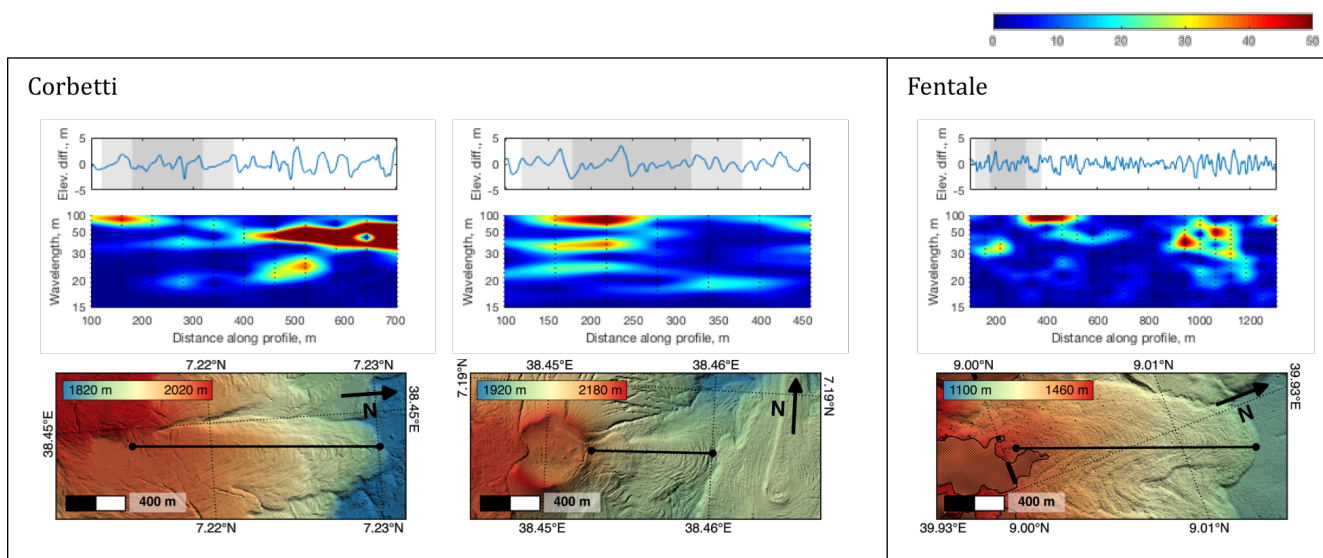 0 10 20 30 40 50
Corbetti
Fentale
5
0
-5
Elev. diff., m
100
50
30
20
15
Wavelength, m
100 200 300 400 500 600 700
Distance along profile, m
5
0
-5
Elev. diff., m
100
50
30
20
15
Wavelength, m
100 150 200 250 300 350 400 450
Distance along profile, m
5
0
-5
Elev. diff., m
100
50
30
20
15
Wavelength, m
200 400 600 800 1000 1200
Distance along profile, m
7.22°N 7.23°N
1820 m 2020 m
38.45°E
38.45°E
N
400 m
7.22°N 7.23°N
38.45°E 38.46°E
7.19°N
7.19°N
1920 m 2180 m
N
400 m
38.45°E 38.46°E
9.00°N 9.01°N
39.93°E
1100 m 1460 m
N
400 m
39.93°E 9.00°N 9.01°N